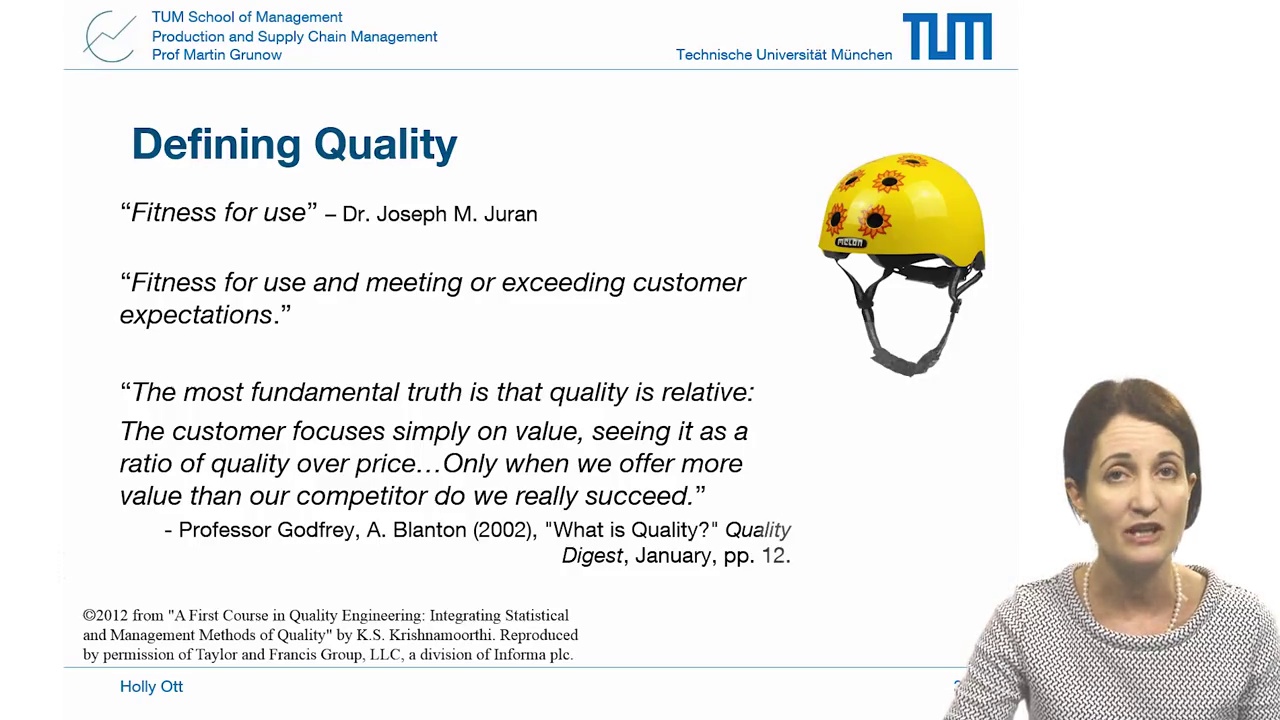 TUM School of Management
Production and Supply Chain Management
Prof Martin Grunow
Technische Universität München
TUM
Defining Quality
“Fitness for use” – Dr. Joseph M. Juran
“Fitness for use and meeting or exceeding customer
expectations.”
“The most fundamental truth is that quality is relative:
The customer focuses simply on value, seeing it as a
ratio of quality over price…Only when we offer more
value than our competitor do we really succeed.”
- Professor Godfrey, A. Blanton (2002), "What is Quality?" Quality
Digest, January, pp. 12.
MELON
©2012 from "A First Course in Quality Engineering: Integrating Statistical
and Management Methods of Quality" by K.S. Krishnamoorthi. Reproduced
by permission of Taylor and Francis Group, LLC, a division of Informa plc.
Holly Ott